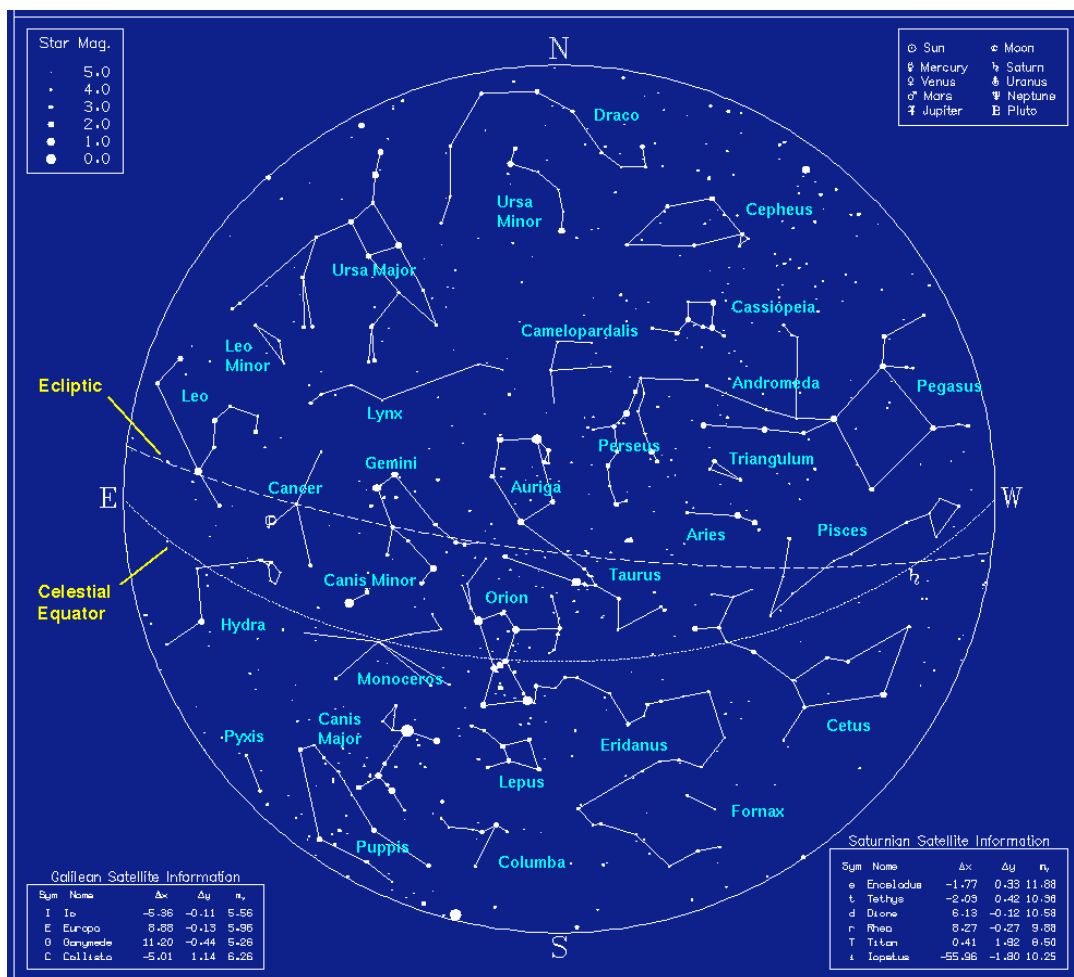 N
Star Mag.
5.0
4.0
3.0
2.0
1.0
0.0
Sun
Moon
Mercury
Saturn
Venus
Uranus
Mars
Neptune
Jupiter
Pluto
Draco
Ursa
Minor
Cepheus
Ursa Major
Cassiopeia
Camelopardalis
Leo
Minor
Ecliptic
Leo
Lynx
Andromeda
Pegasus
Perseus
Triangulum
Gemini
Auriga
Cancer
E
W
Aries
Pisces
Canis Minor
Taurus
Orion
Celestial
Equator
Hydra
Monoceros
Canis
Major
Pyxis
Eridanus
Cetus
Lepus
Fornax
Puppis
Columba
S
Galilean Satellite Information
Sym Name Δx Δy m,
I Io -5.36 -0.11 5.56
E Europa 8.88 -0.13 5.95
G Ganymede 11.20 -0.44 5.26
C Callisto -5.01 1.14 6.26
Saturnian Satellite Information
Sym Name Δx Δy m,
e Enceladus -1.77 0.33 11.88
t Tethys -2.09 0.42 10.36
d Dione 6.13 -0.12 10.58
r Rhea 8.27 -0.27 9.88
T Titan 0.41 1.92 8.50
i Iapetus -55.96 -1.80 10.25